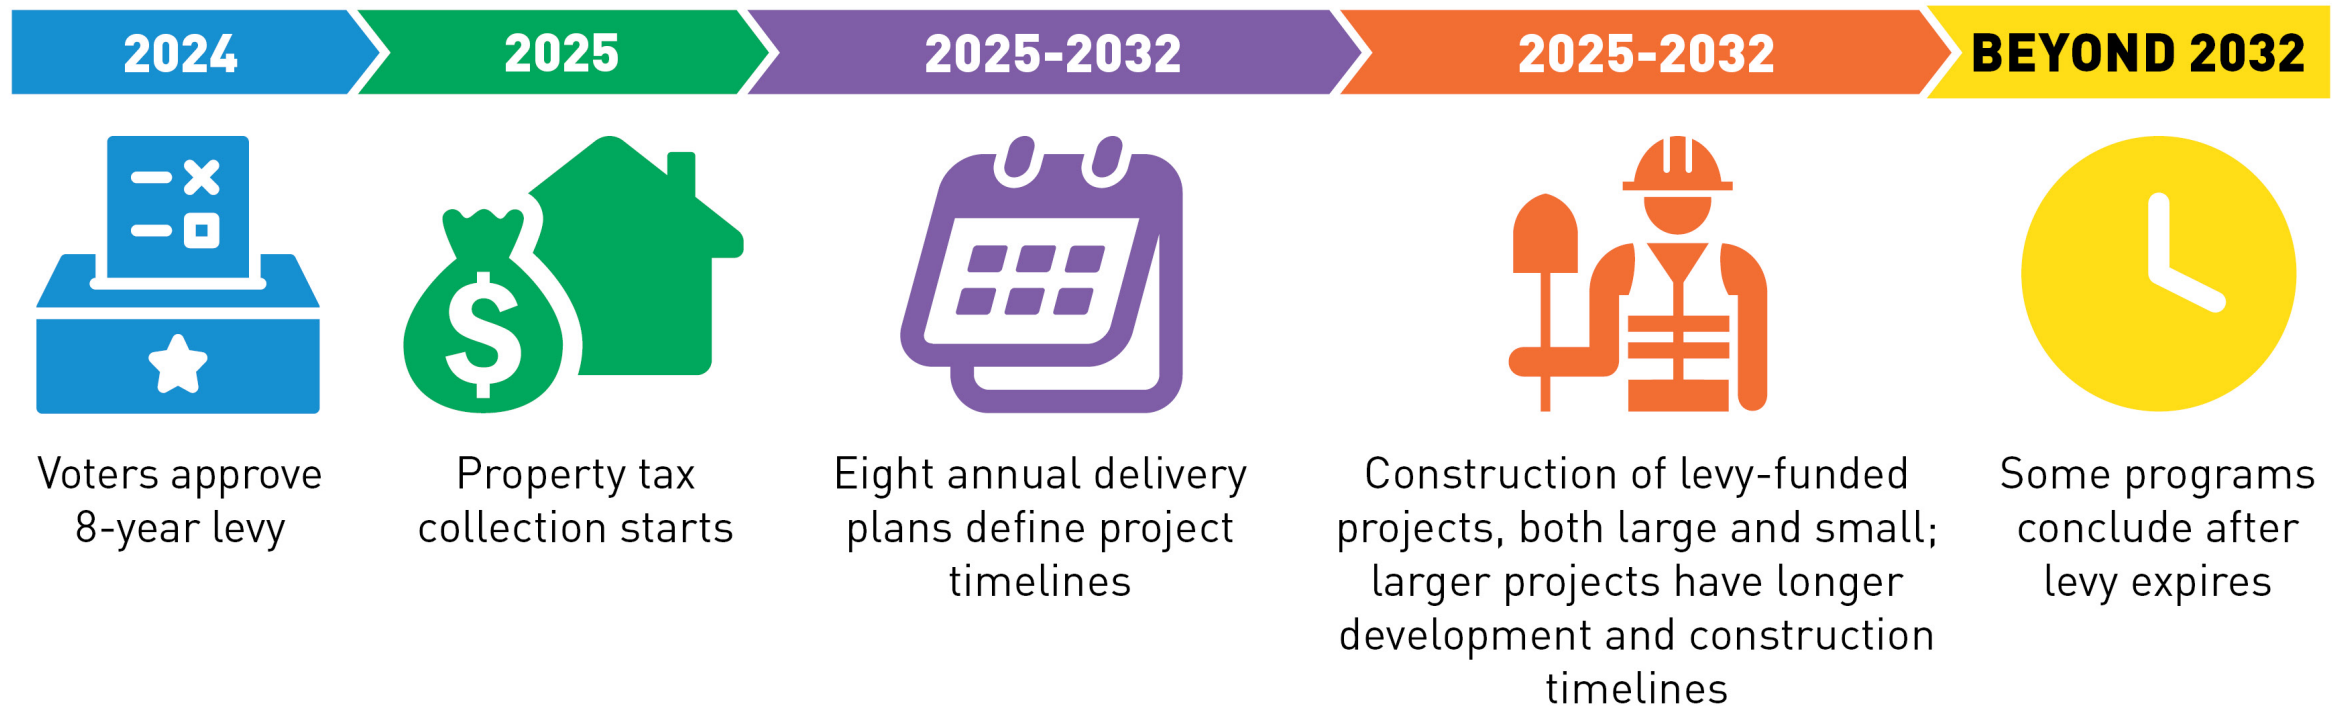 2024
2025
2025-2032
2025-2032
BEYOND 2032
$
Voters approve
8-year levy
Property tax
collection starts
Eight annual delivery
plans define project
timelines
Construction of levy-funded
projects, both large and small;
larger projects have longer
development and construction
timelines
Some programs
conclude after
levy expires